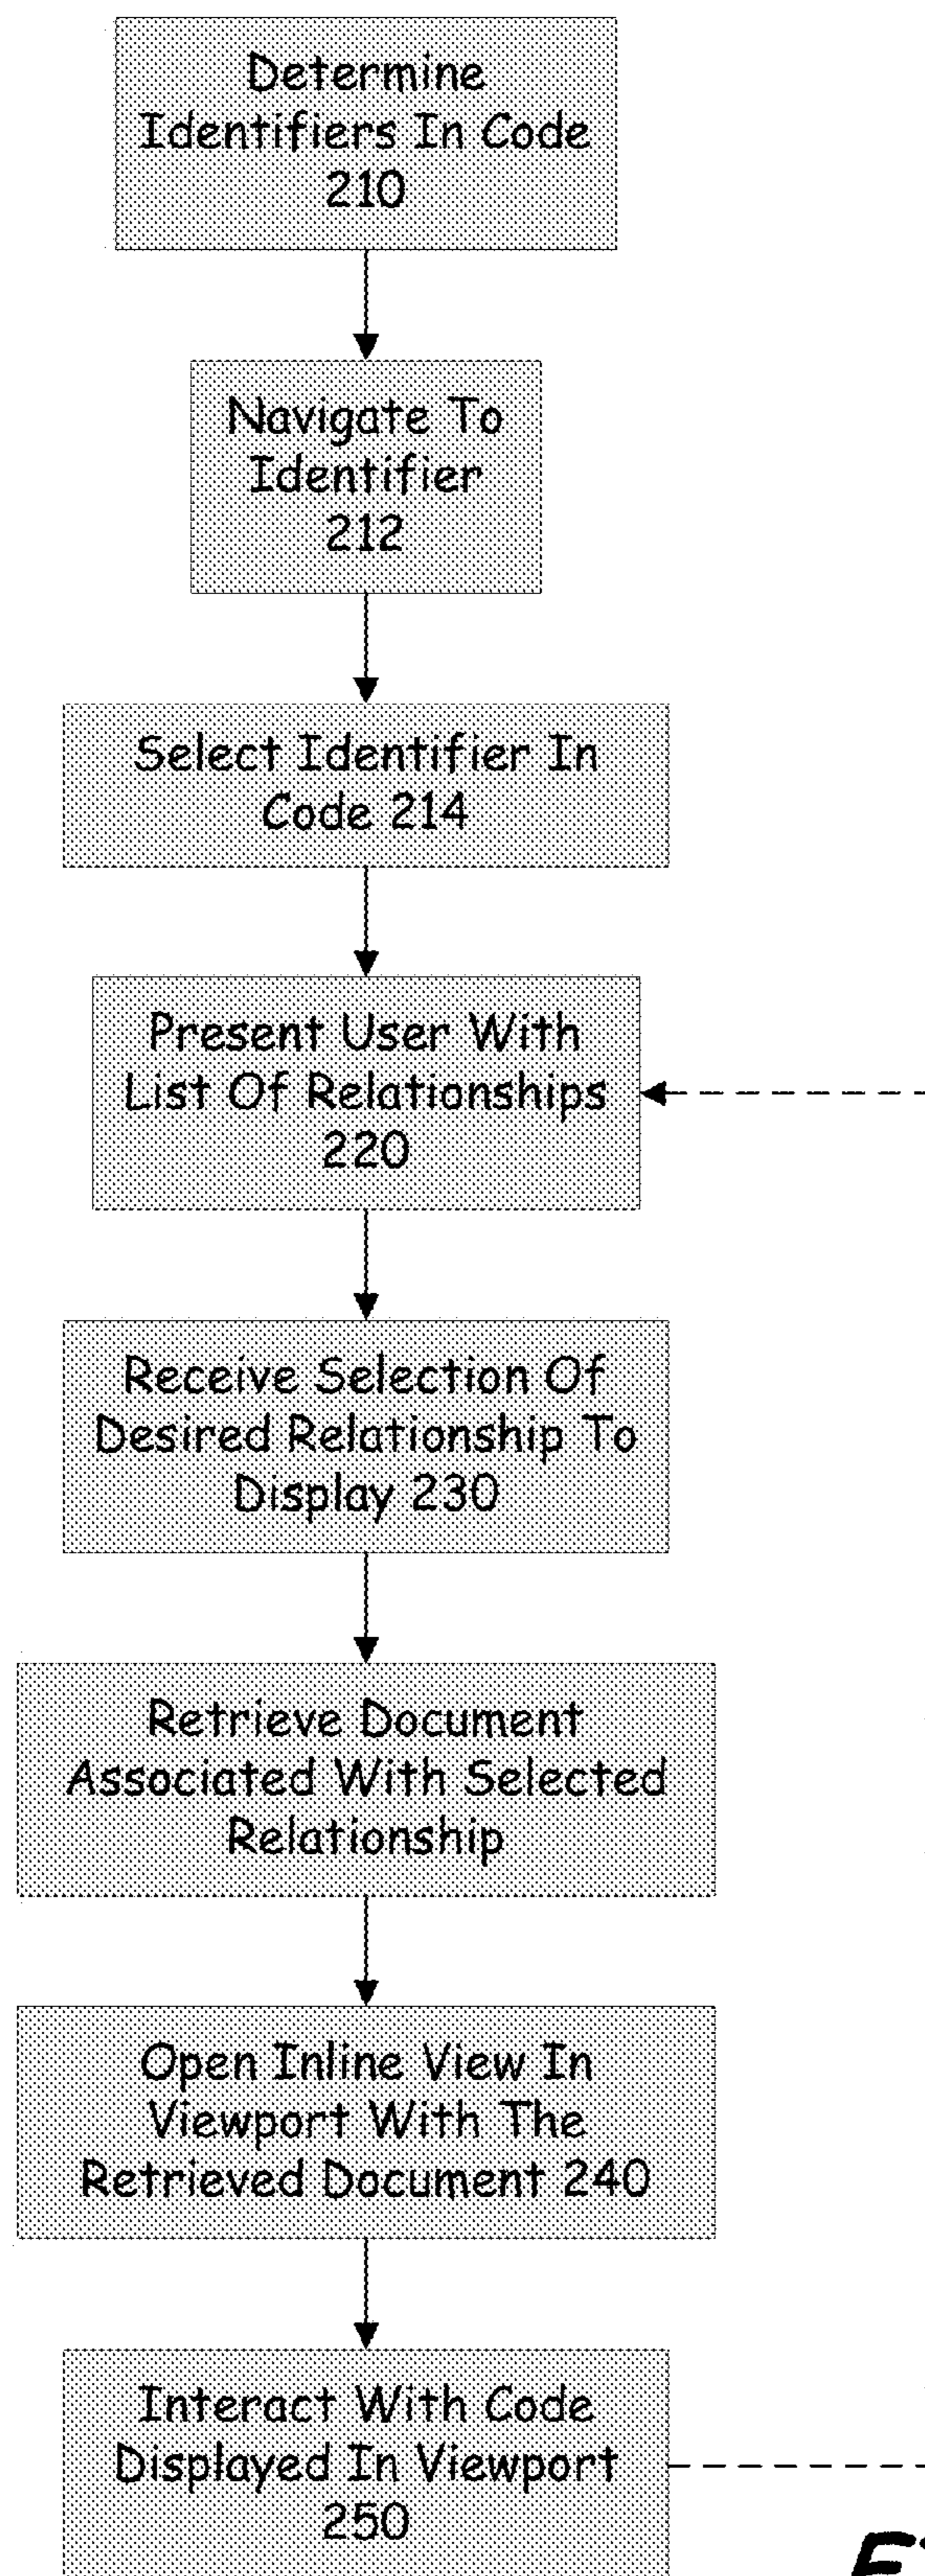 Determine
Identifiers In Code
210
Navigate To
Identifier
212
Select Identifier In
Code 214
Present User With
List Of Relationships
220
Receive Selection Of
Desired Relationship To
Display 230
Retrieve Document
Associated With Selected
Relationship
Open Inline View In
Viewport With The
Retrieved Document 240
Interact With Code
Displayed In Viewport
250